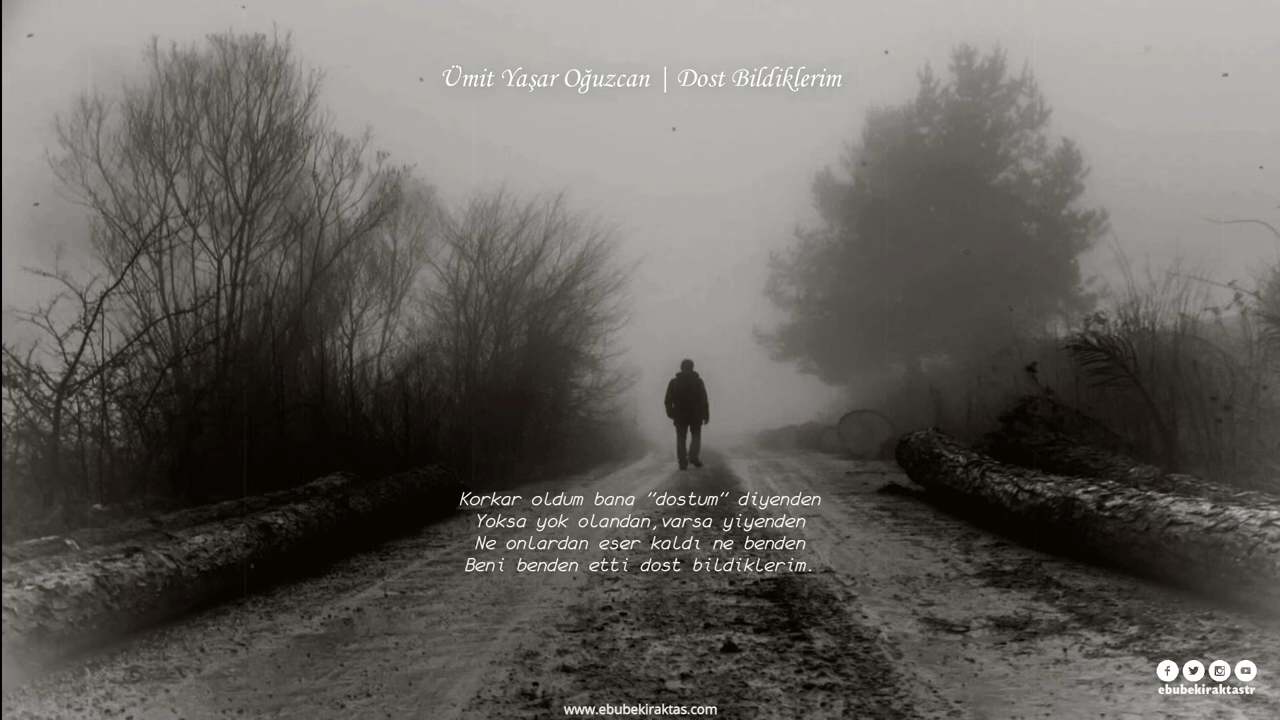 Ümit Yaşar Oğuzcan | Dost Bildiklerim
Korkar oldum bana "dostum" diyenden
Yoksa yok olandan,varsa yiyenden
Ne onlardan eser kaldı ne benden
Beni benden etti dost bildiklerim.
ebubekiraktastr
www.ebubekiraktas.com